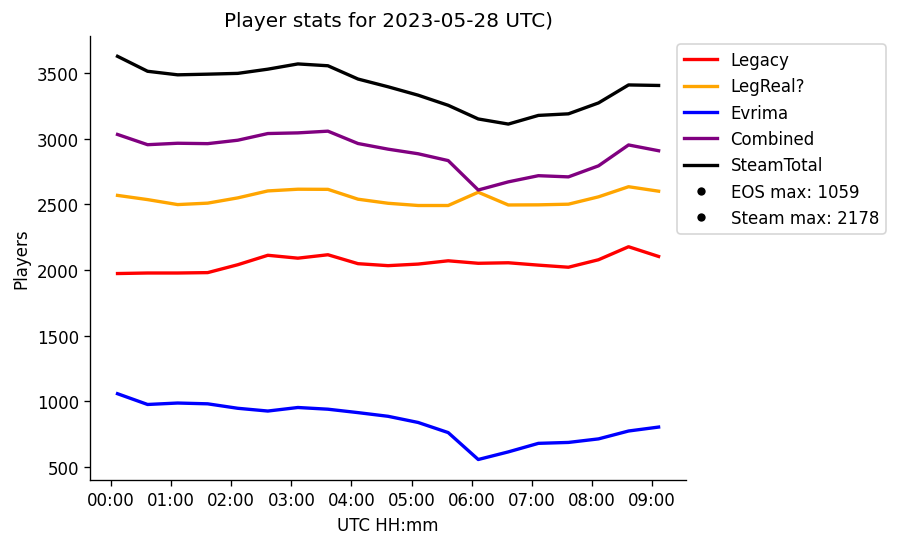 Player stats for 2023-05-28 UTC)
Legacy
LegReal?
Evrima
Combined
SteamTotal
EOS max: 1059
Steam max: 2178
Players
3500
3000
2500
2000
1500
1000
500
00:00 01:00 02:00 03:00 04:00 05:00 06:00 07:00 08:00 09:00
UTC HH:mm